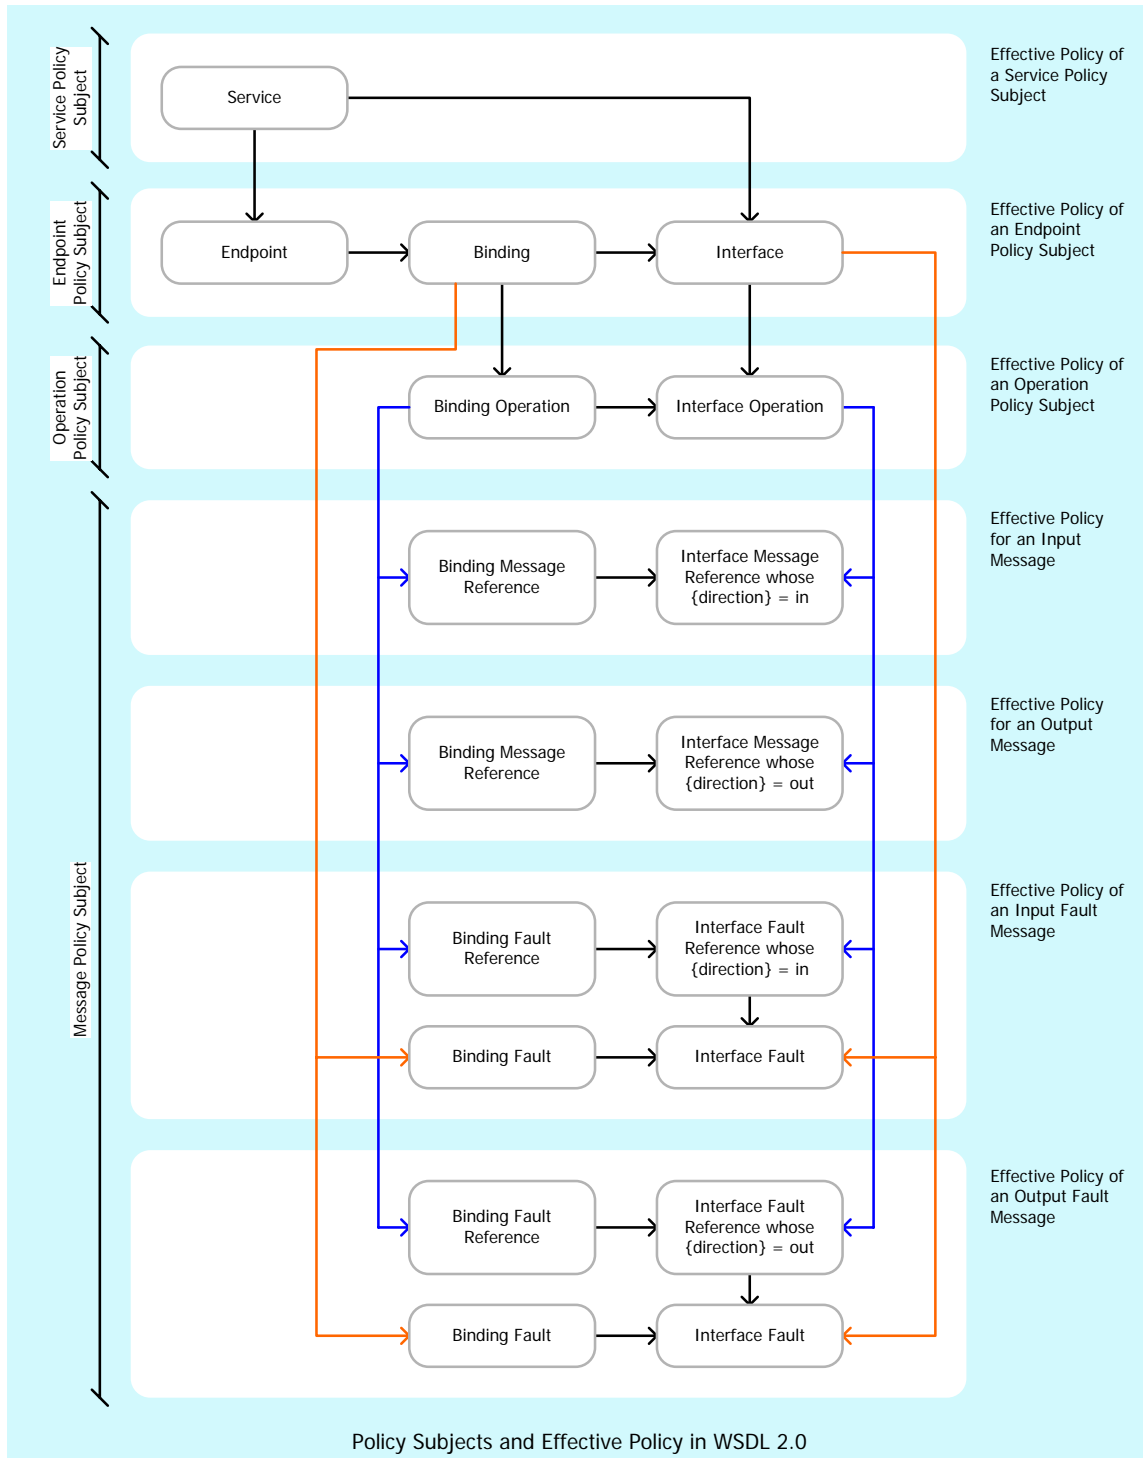 Service Policy
Subject
Service
Effective Policy of
a Service Policy
Subject
Endpoint
Policy Subject
Endpoint
Binding
Interface
Effective Policy of
an Endpoint
Policy Subject
Operation
Policy Subject
Binding Operation
Interface Operation
Effective Policy of
an Operation
Policy Subject
Message Policy Subject
Binding Message
Reference
Interface Message
Reference whose
{direction} = in
Effective Policy
for an Input
Message
Binding Message
Reference
Interface Message
Reference whose
{direction} = out
Effective Policy
for an Output
Message
Binding Fault
Reference
Interface Fault
Reference whose
{direction} = in
Effective Policy of
an Input Fault
Message
Binding Fault
Interface Fault
Binding Fault
Reference
Interface Fault
Reference whose
{direction} = out
Effective Policy of
an Output Fault
Message
Binding Fault
Interface Fault
Policy Subjects and Effective Policy in WSDL 2.0